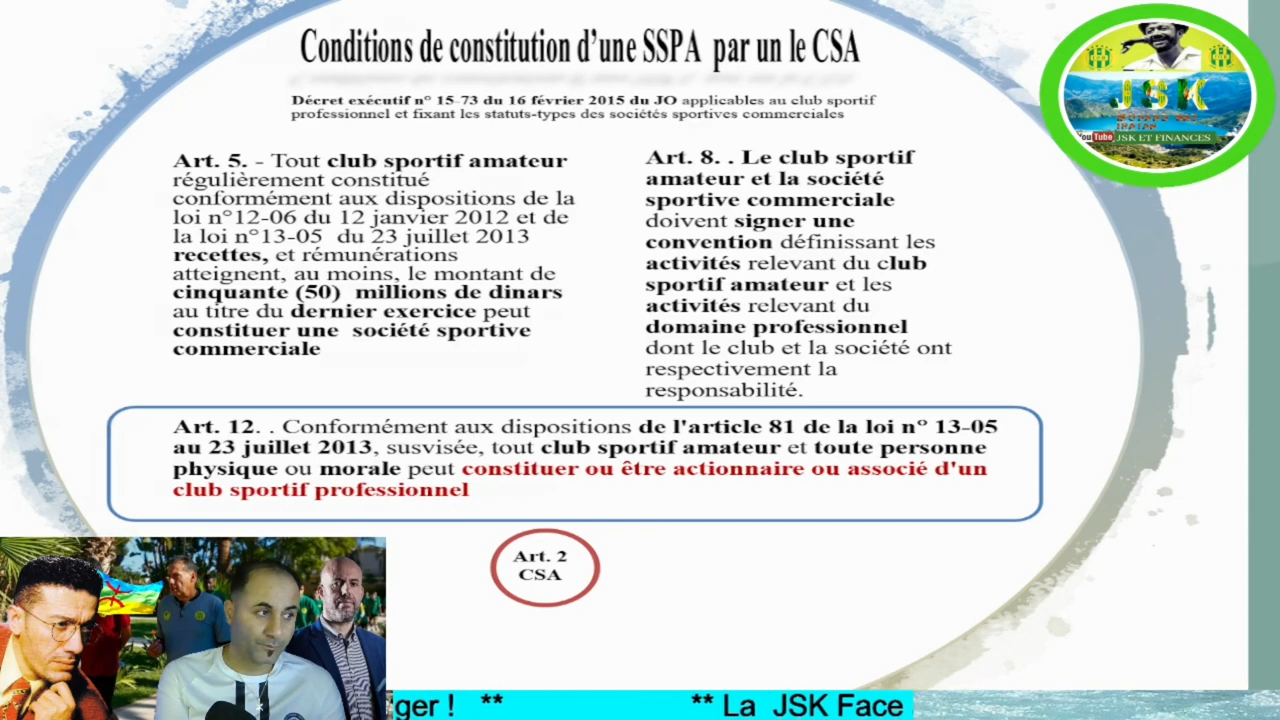 Conditions de constitution d'une SSPA par un le CSA
Décret exécutif n° 15-73 du 16 février 2015 du JO applicables au club sportif
professionnel et fixant les statuts-types des sociétés sportives commerciales
Art. 5. - Tout club sportif amateur
régulièrement constitué
conformément aux dispositions de la
loi n°12-06 du 12 janvier 2012 et de
la loi n°13-05 du 23 juillet 2013
recettes, et rémunérations
atteignent, au moins, le montant de
cinquante (50) millions de dinars
au titre du dernier exercice peut
constituer une société sportive
commerciale
Art. 8. . Le club sportif
amateur et la société
sportive commerciale
doivent signer une
convention définissant les
activités relevant du club
sportif amateur et les
activités relevant du
domaine professionnel
dont le club et la société ont
respectivement la
responsabilité.
Art. 12. . Conformément aux dispositions de l'article 81 de la loi n° 13-05
au 23 juillet 2013, susvisée, tout club sportif amateur et toute personne
physique ou morale peut constituer ou être actionnaire ou associé d'un
club sportif professionnel
Art. 2
CSA
JSK
YouTube JSK ET FINANCES
ger ! ** ** La JSK Face